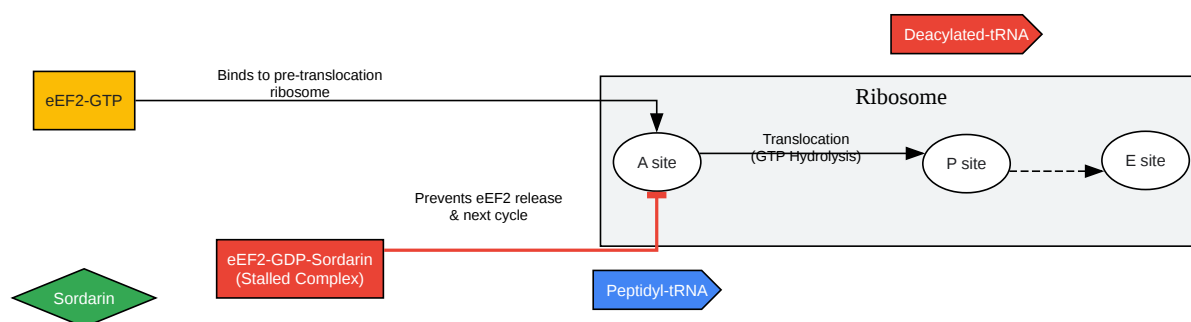 Deacylated-tRNA
Binds to pre-translocation
ribosome
eEF2-GTP
Ribosome
Translocation
(GTP Hydrolysis)
A site
P site
E site
Prevents eEF2 release
& next cycle
eEF2-GDP-Sordarin
(Stalled Complex)
Peptidyl-tRNA
Sordarin